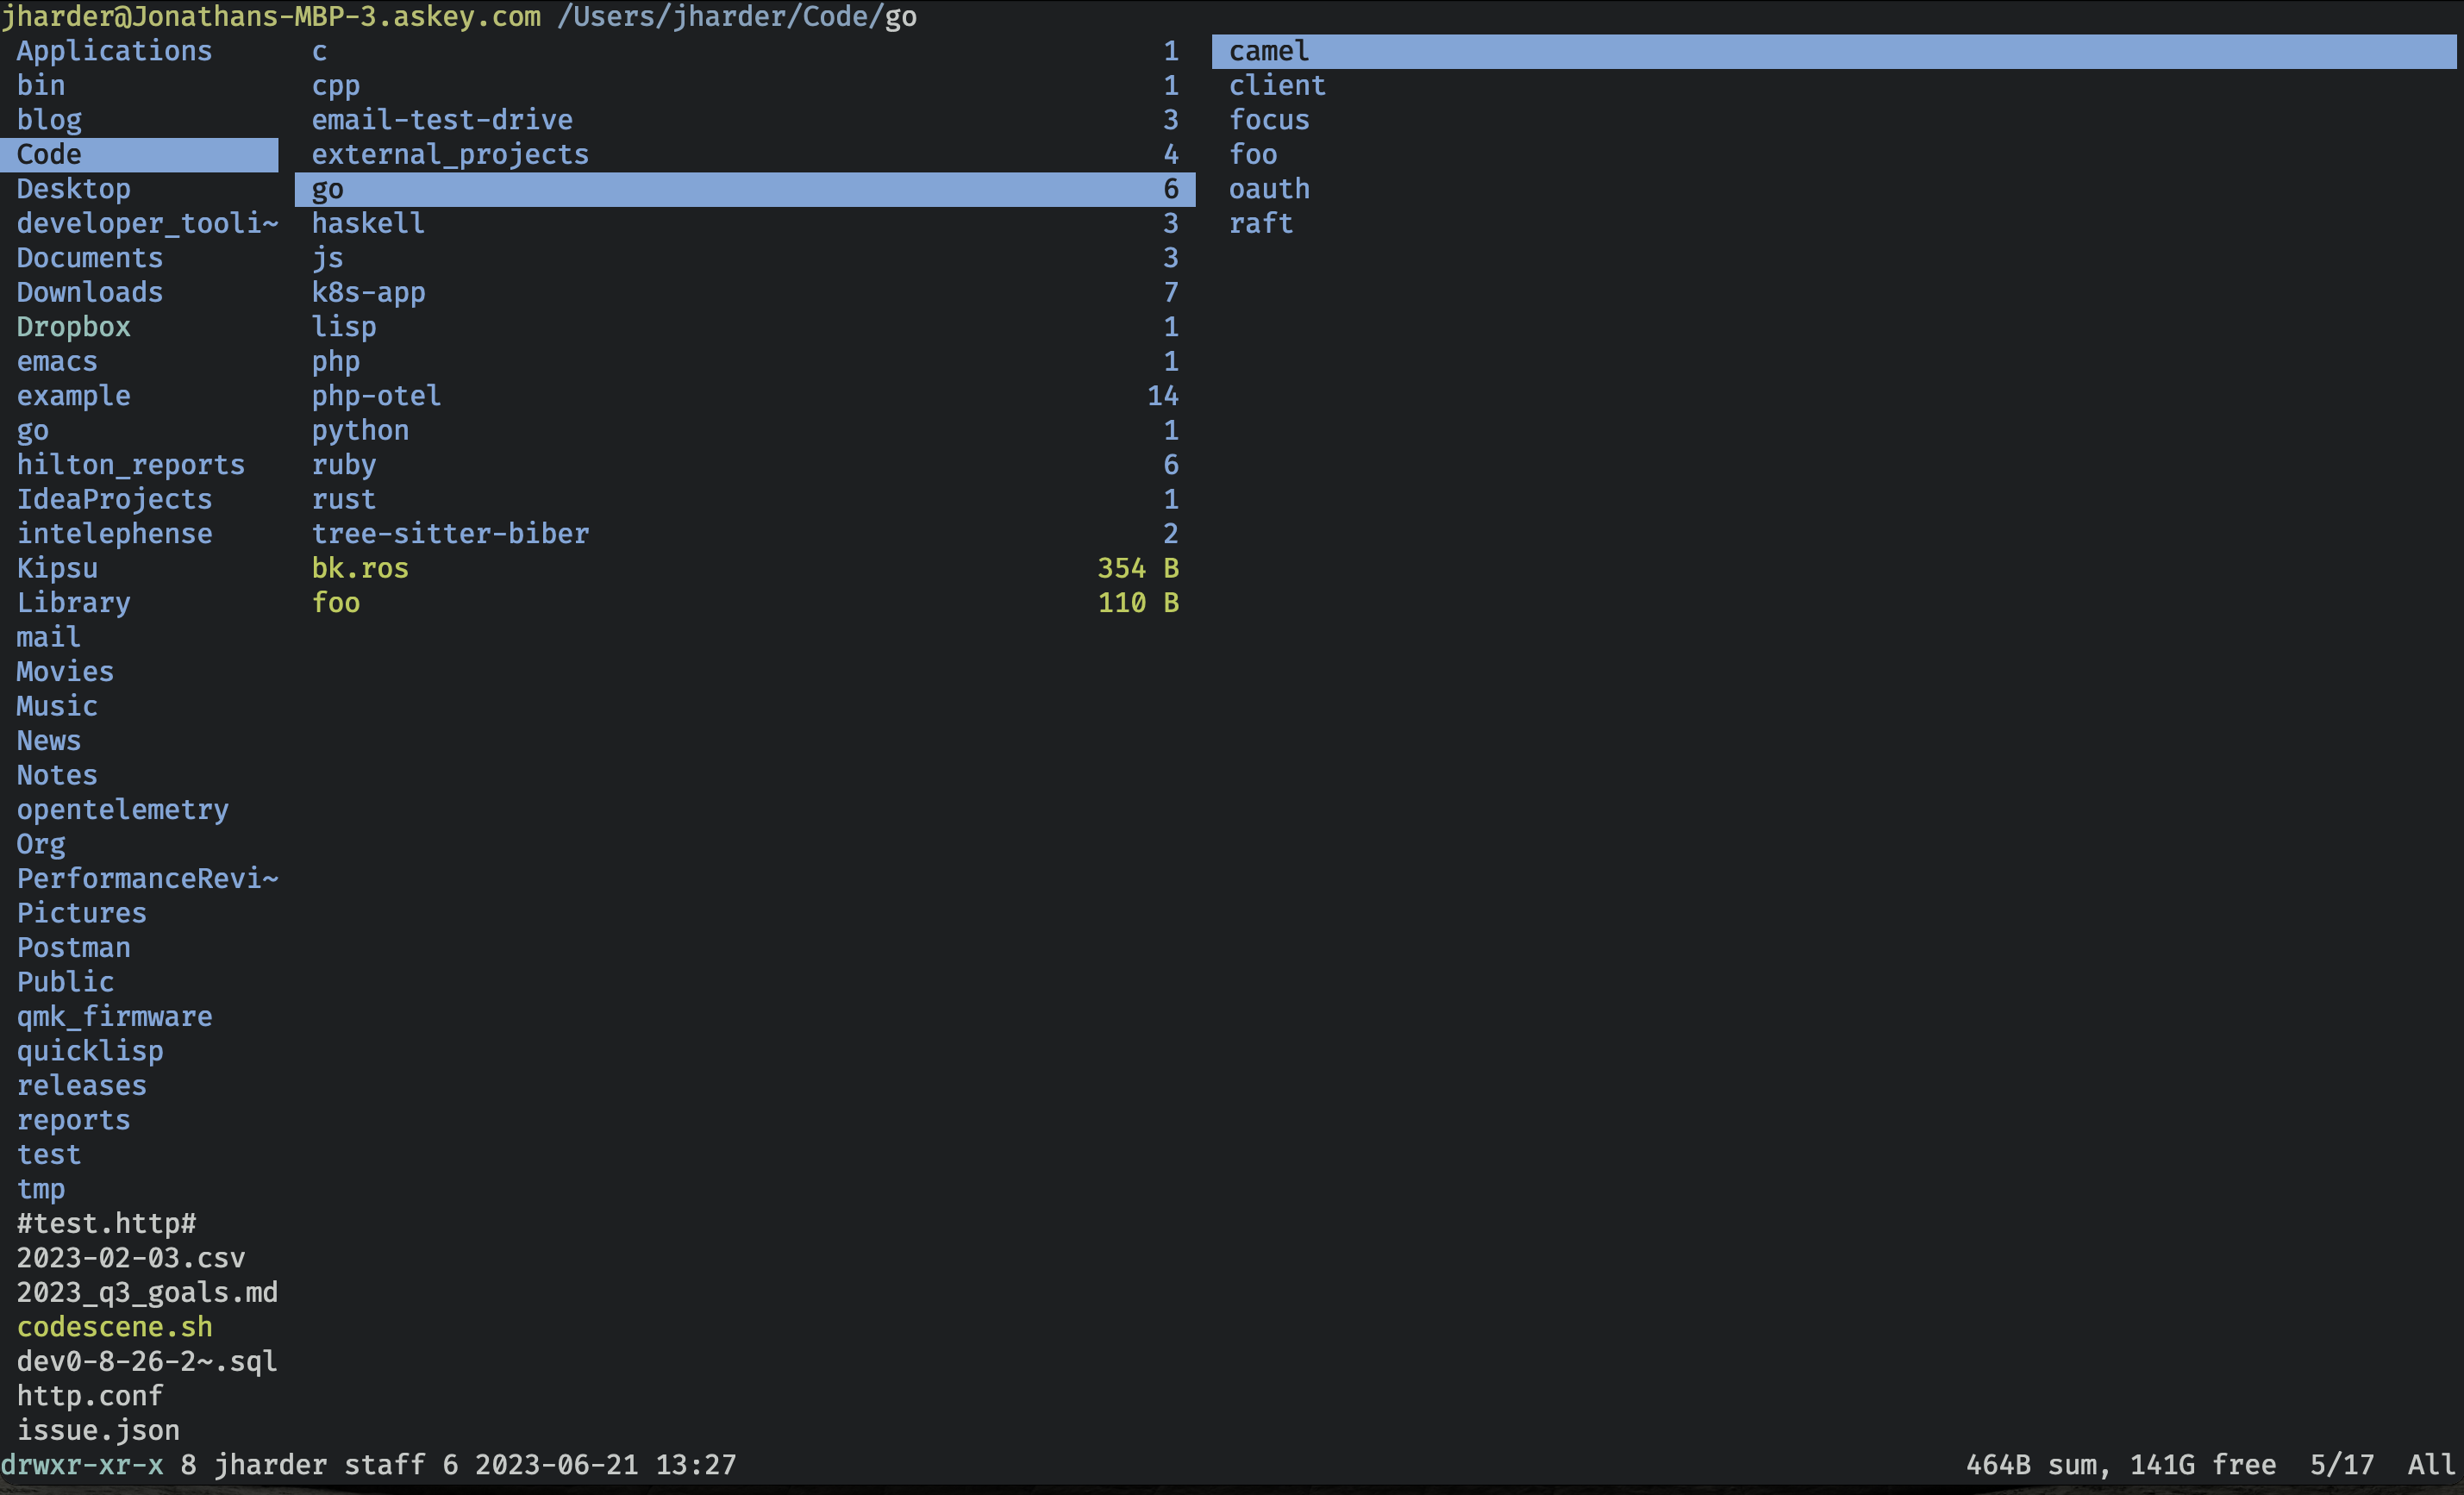 jharder@Jonathans-MBP-3.askey.com /Users/jharder/Code/go
Applications c 1 camel
bin cpp 1 client
blog email-test-drive 3 focus
Code external_projects 4 foo
Desktop go 6 oauth
developer_tooli~ haskell 3 raft
Documents js 3
Downloads k8s-app 7
Dropbox lisp 1
emacs php 1
example php-otel 14
go python 1
hilton_reports ruby 6
IdeaProjects rust 1
intelephense tree-sitter-biber 2
Kipsu bk.ros 354 B
Library foo 110 B
mail
Movies
Music
News
Notes
opentelemetry
Org
PerformanceRevi~
Pictures
Postman
Public
qmk_firmware
quicklisp
releases
reports
test
tmp
#test.http#
2023-02-03.csv
2023_q3_goals.md
codescene.sh
dev0-8-26-2~.sql
http.conf
issue.json
drwxr-xr-x 8 jharder staff 6 2023-06-21 13:27 464B sum, 141G free 5/17 All